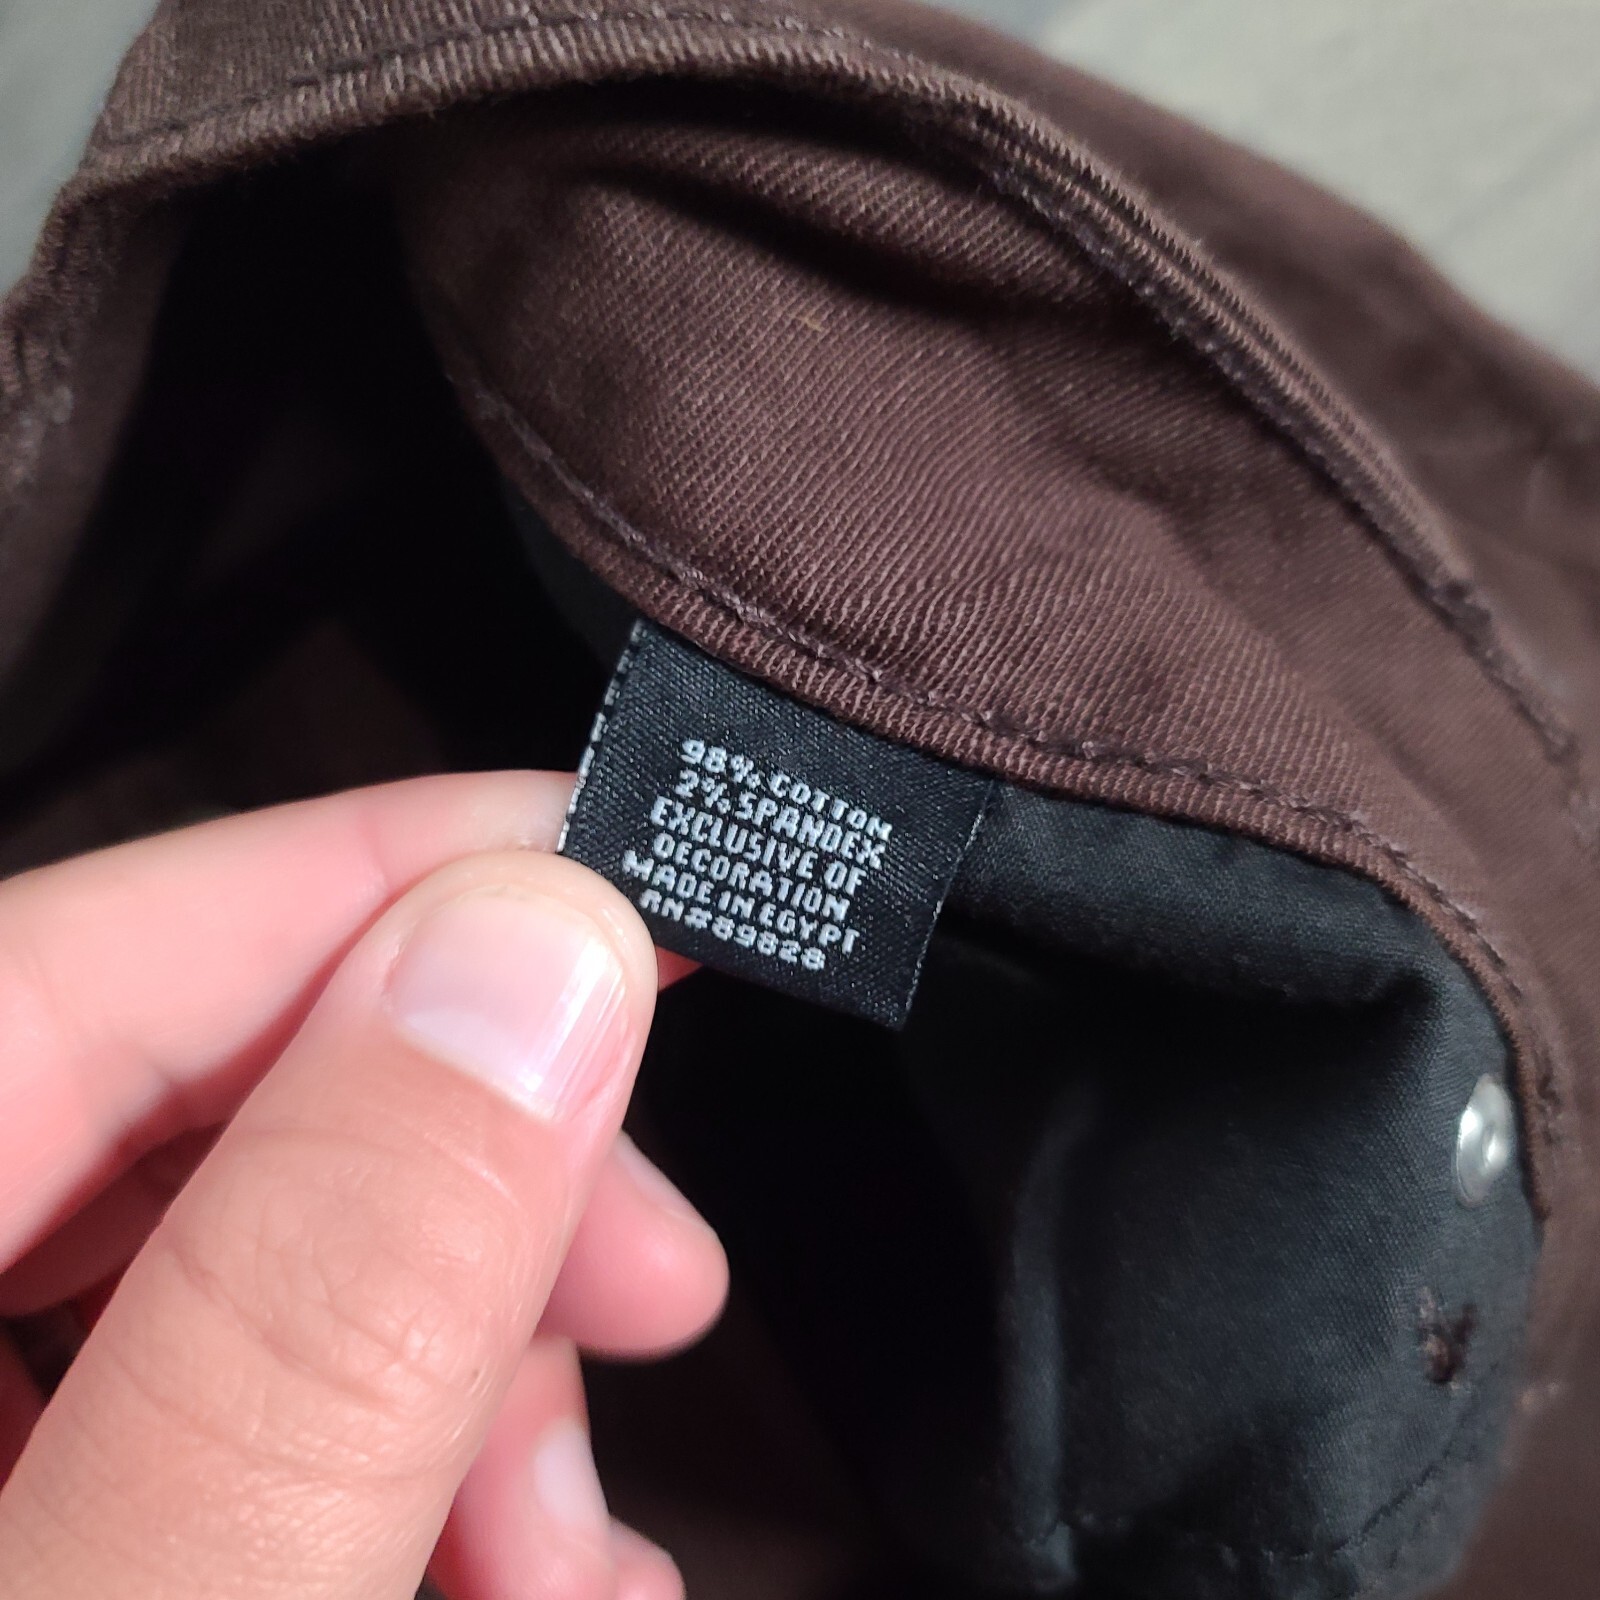 98% COTTON
2% SPANDEX
EXCLUSIVE OF
DECORATION
MADE IN EGYPT
RN#89828